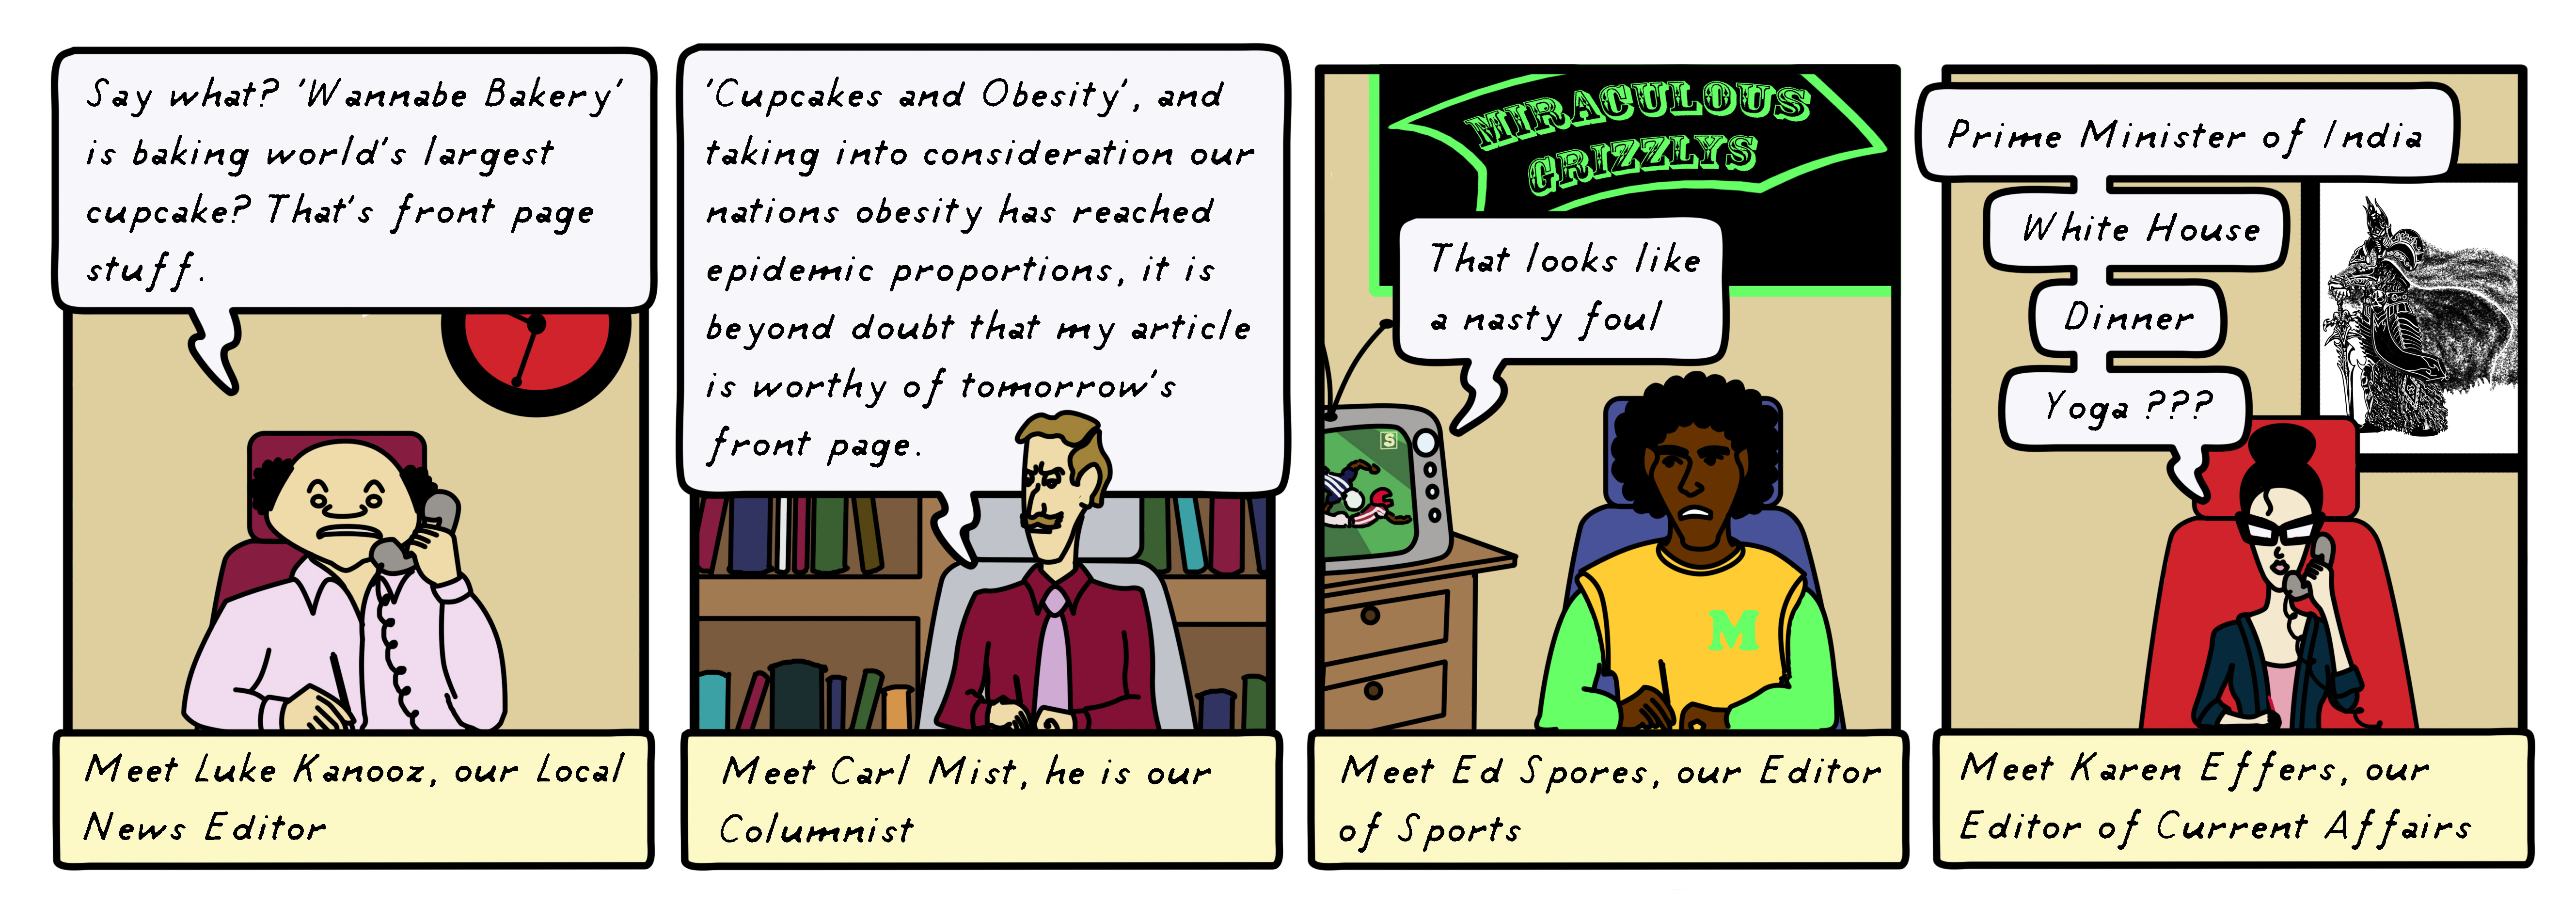 Say what? 'Wannabe Bakery'
is baking world's largest
cupcake? That's front page
stuff.
Meet Luke Kanooz, our Local
News Editor
'Cupcakes and Obesity', and
taking into consideration our
nations obesity has reached
epidemic proportions, it is
beyond doubt that my article
is worthy of tomorrow's
front page.
Meet Carl Mist, he is our
Columnist
MIRACULOUS
GRIZZLYS
That looks like
a nasty foul
S
M
Meet Ed Spores, our Editor
of Sports
Prime Minister of India
White House
Dinner
Yoga ???
Meet Karen Effers, our
Editor of Current Affairs